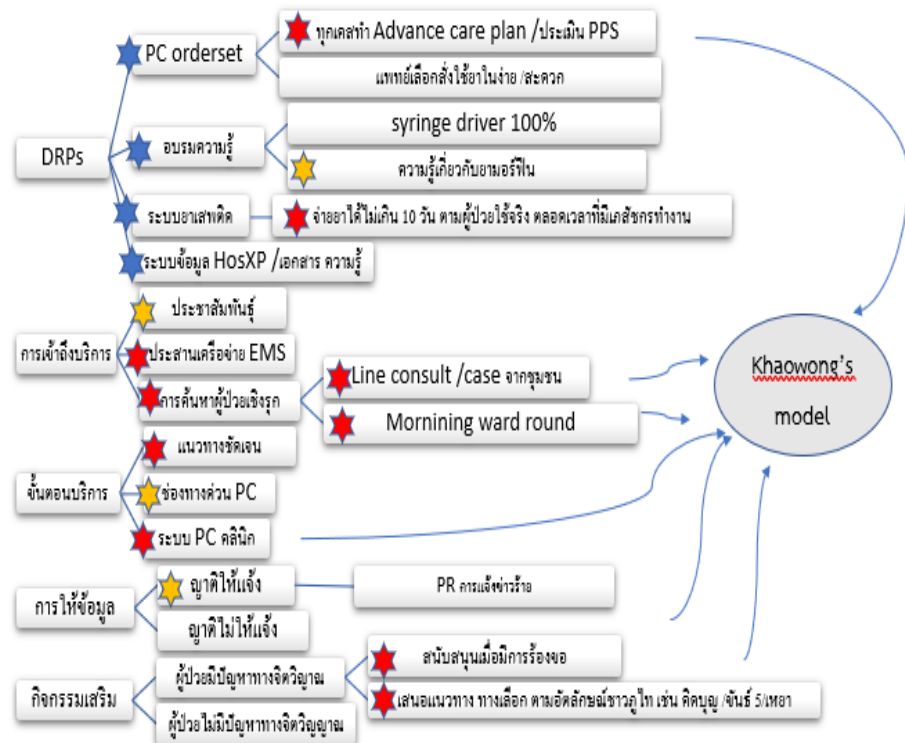 ทุกเคสทำ Advance care plan /ประเมิน PPS
PC orderset
แพทย์เลือกสั่งใช้ยาในง่าย /สะดวก
syringe driver 100%
DRPs
อบรมความรู้
ความรู้เกี่ยวกับยามอร์ฟีน
ระบบยาเสพติด
จ่ายยาได้ไม่เกิน 10 วัน ตามผู้ป่วยใช้จริง ตลอดเวลาที่มีเภสัชกรทำงาน
ระบบข้อมูล HosXP /เอกสาร ความรู้
ประชาสัมพันธุ์
การเข้าถึงบริการ
ประสานเครือข่าย EMS
การค้นหาผู้ป่วยเชิงรุก
Line consult /case จากชุมชน
Mornining ward round
Khaowong's
model
แนวทางชัดเจน
ขั้นตอนบริการ
ช่องทางด่วน PC
ระบบ PC คลินิก
ญาติให้แจ้ง
PR การแจ้งข่าวร้าย
การให้ข้อมูล
ญาติไม่ให้แจ้ง
สนับสนุนเมื่อมีการร้องขอ
ผู้ป่วยมีปัญหาทางจิตวิญาณ
กิจกรรมเสริม
เสนอแนวทาง ทางเลือก ตามอัตลักษณ์ชาวภูไท เช่น คิดบุญ /ขันธ์ 5/เหยา
ผู้ป่วยไม่มีปัญหาทางจิตวิญญาณ